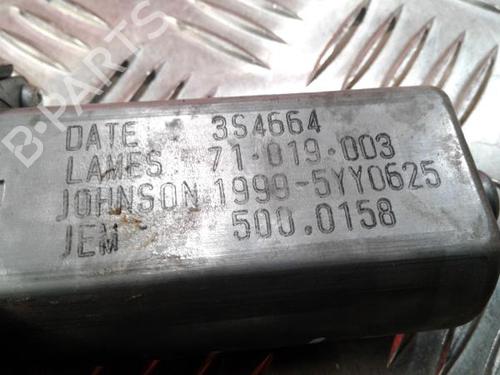 B-PARTS
DATE 3S4664
LAMES 71-019-003
JOHNSON 1999-5YY0625
JEM 500.0158